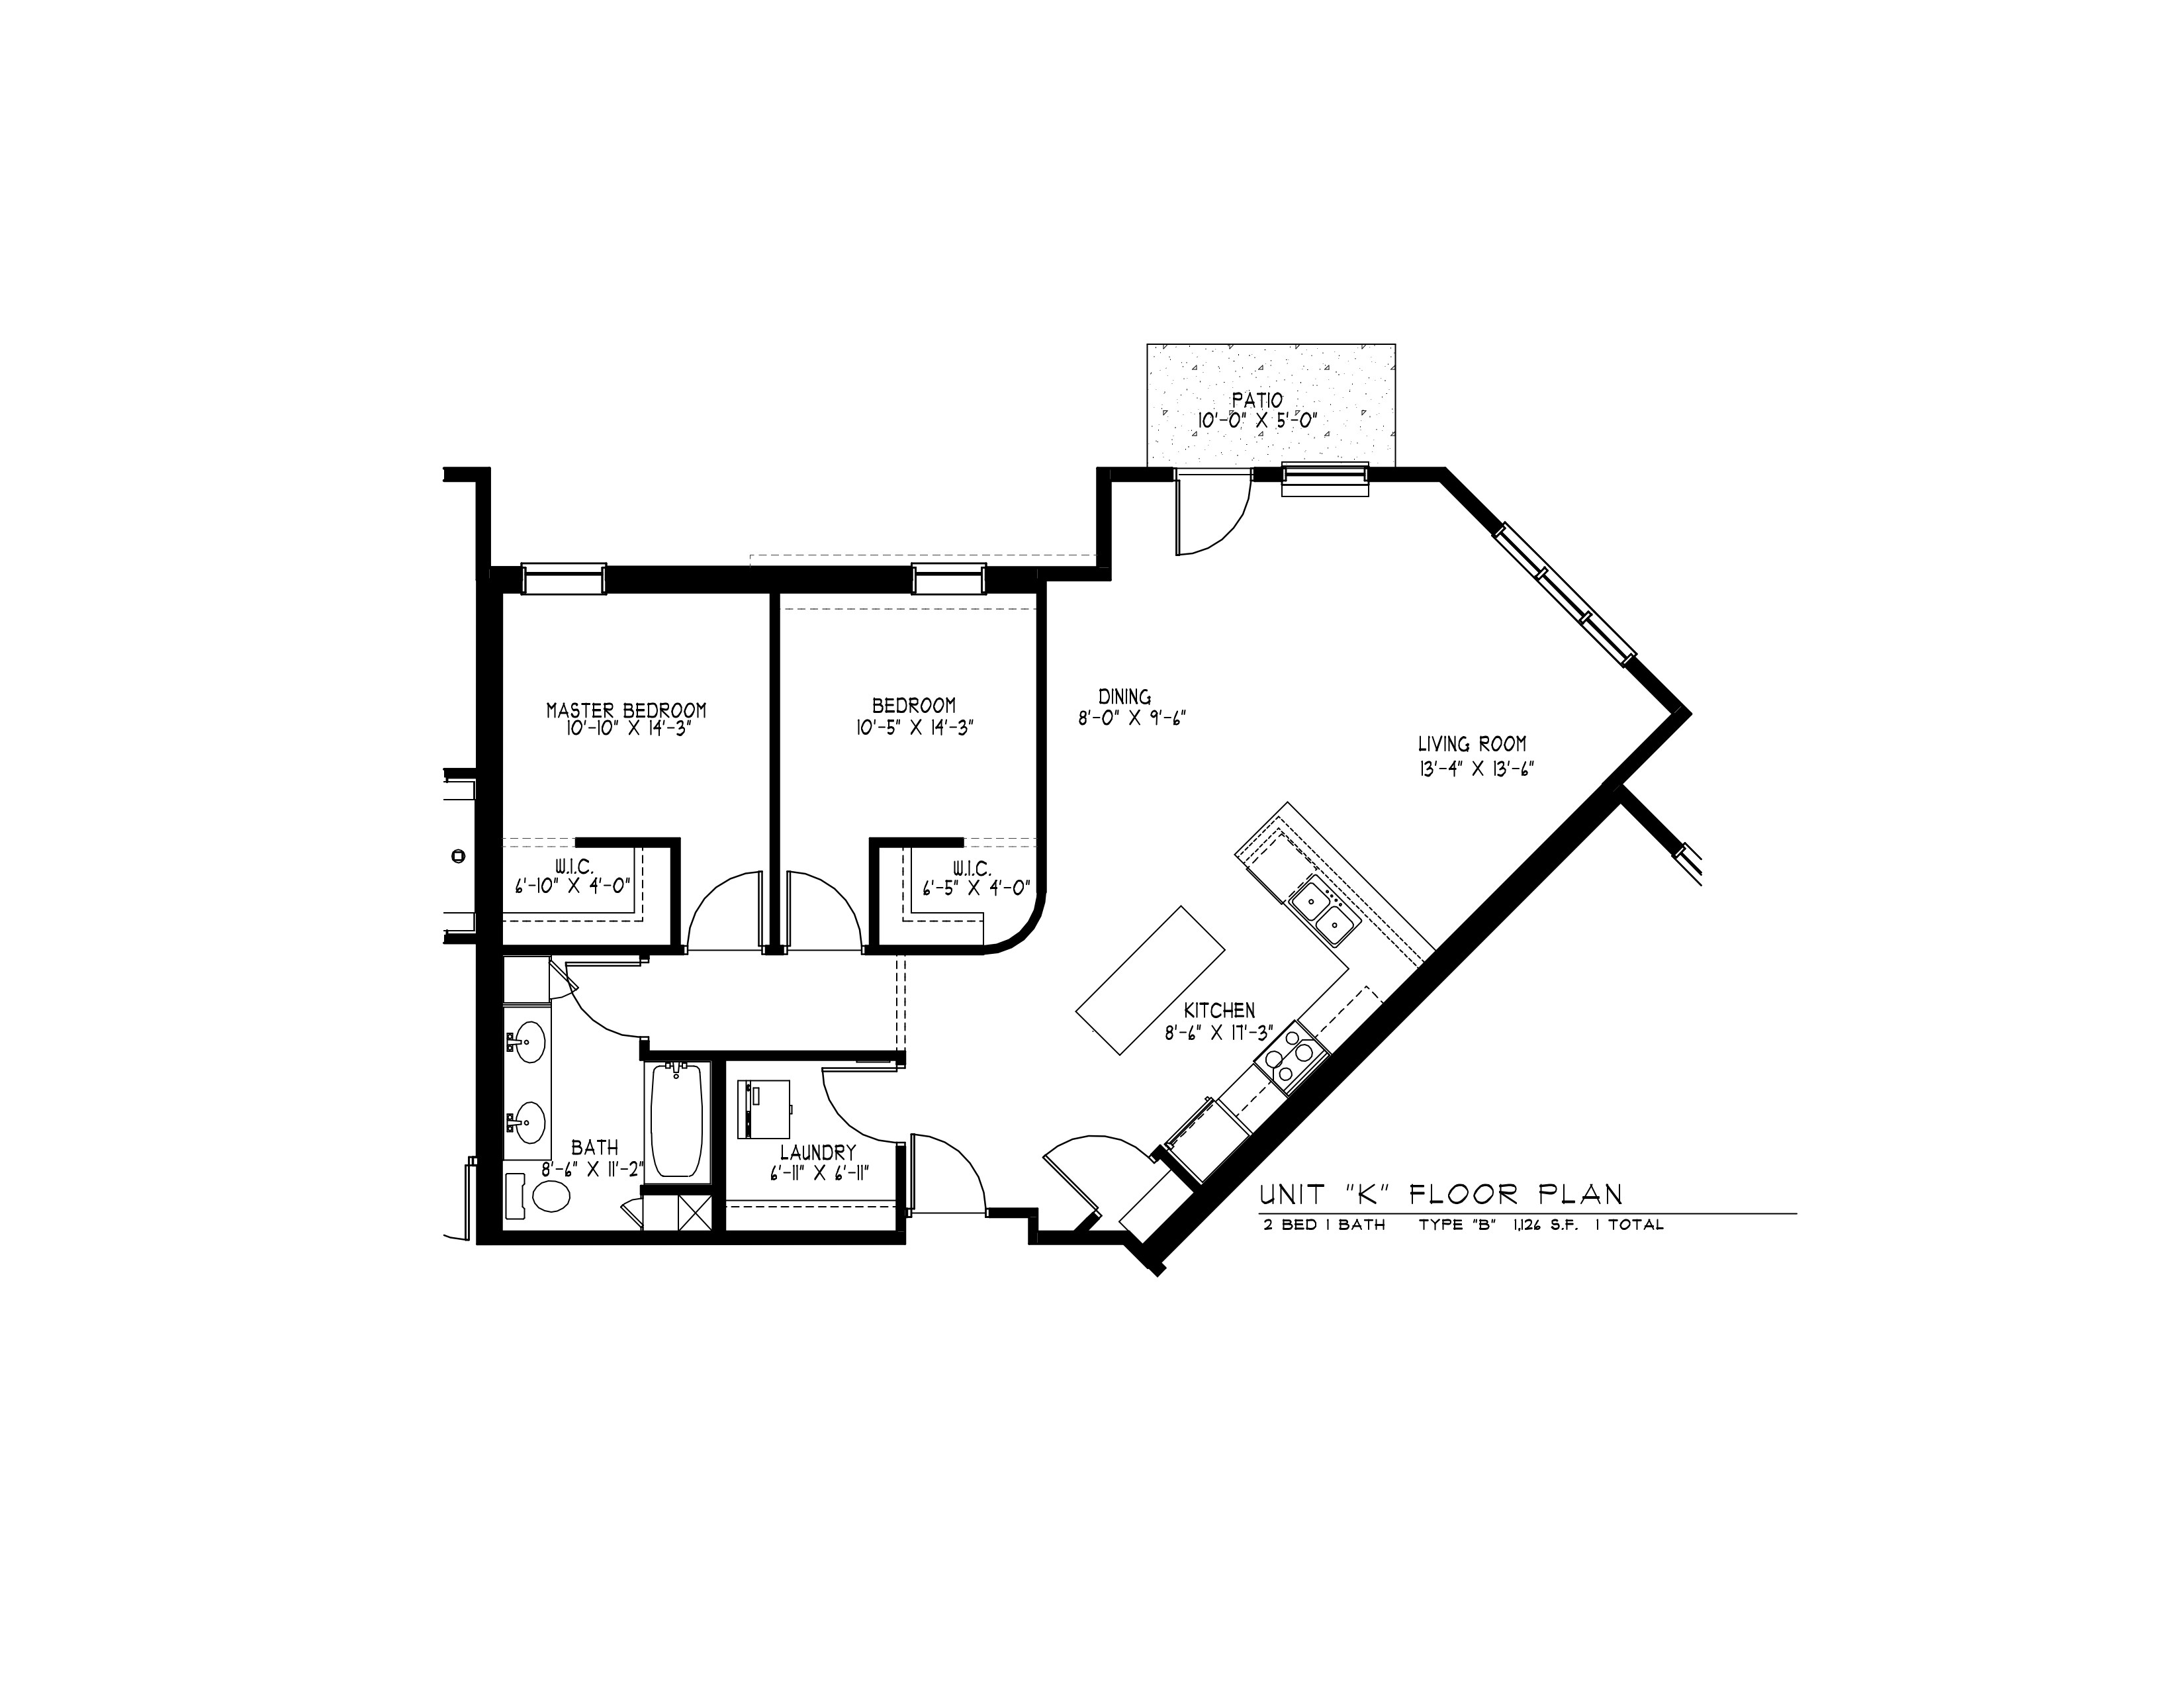 PATIO
10'-0" X 5'-0"
MASTER BEDROOM
10'-10" X 14'-3"
BEDROOM
10'-5" X 14'-3"
DINING
8'-0" X 9'-6"
LIVING ROOM
13'-4" X 13'-6"
W.I.C.
6'-10" X 4'-0"
W.I.C.
6'-5" X 4'-0"
KITCHEN
8'-6" X 17'-3"
BATH
8'-6" X 11'-2"
LAUNDRY
6'-11" X 6'-11"
UNIT "K" FLOOR PLAN
2 BED 1 BATH TYPE "B" 1,126 S.F. 1 TOTAL